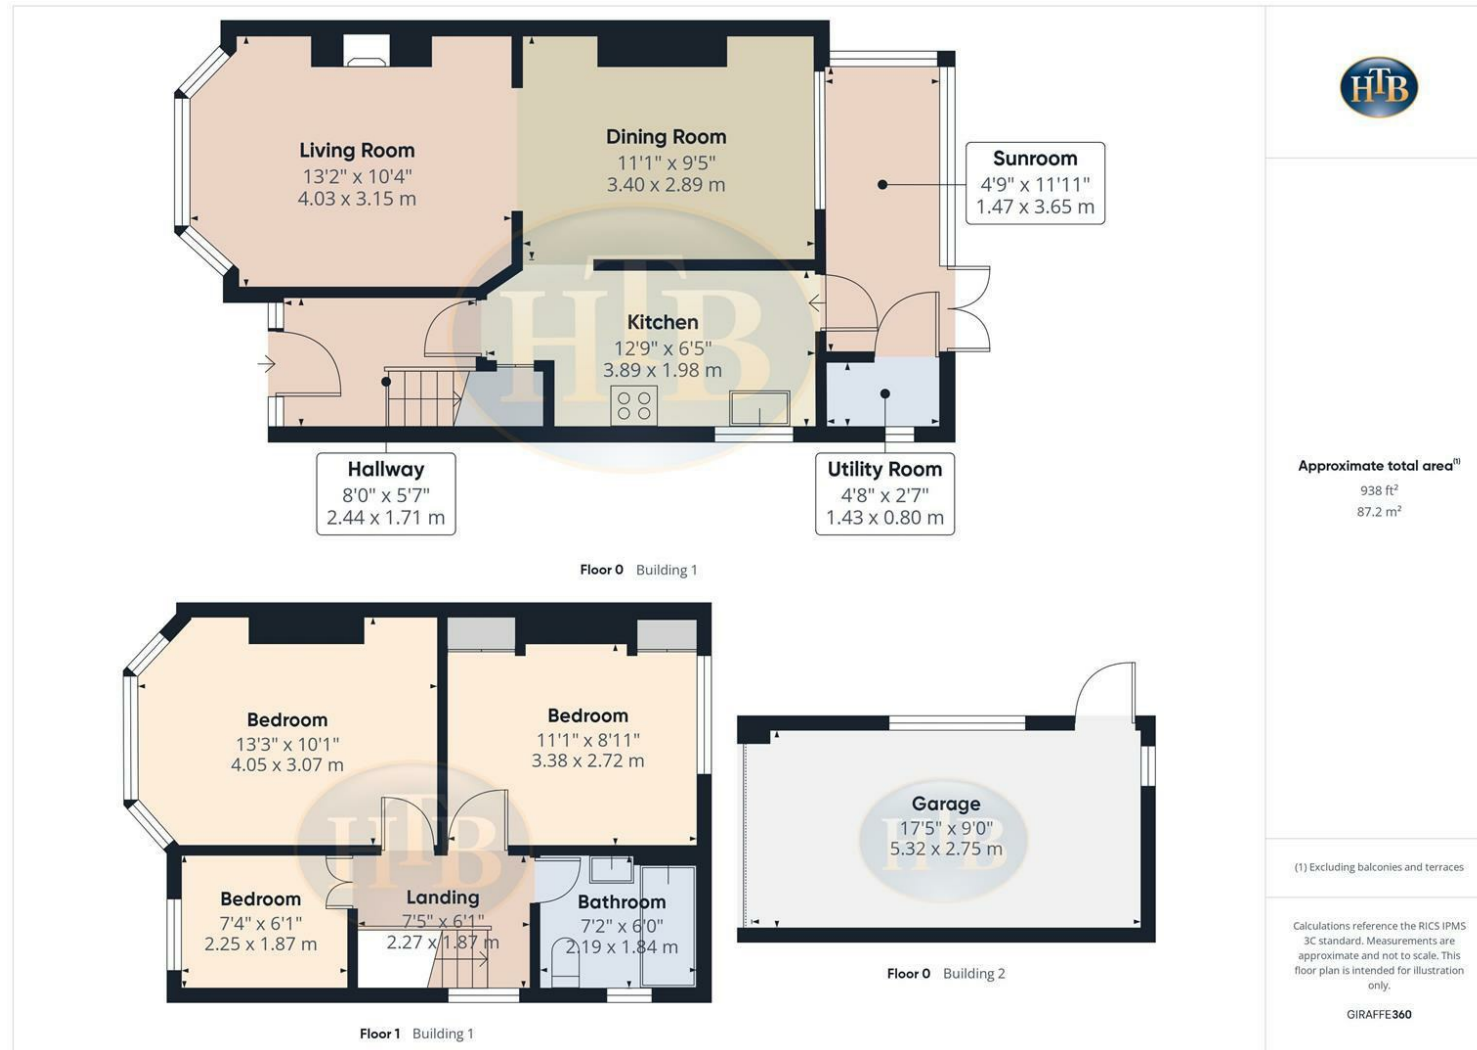 Living Room
13'2" x 10'4"
4.03 x 3.15 m
Dining Room
11'1" x 9'5"
3.40 x 2.89 m
Sunroom
4'9" x 11'11"
1.47 x 3.65 m
Kitchen
12'9" x 6'5"
3.89 x 1.98 m
HTB
Hallway
8'0" x 5'7"
2.44 x 1.71 m
Utility Room
4'8" x 2'7"
1.43 x 0.80 m
Floor 0 Building 1
Bedroom
13'3" x 10'1"
4.05 x 3.07 m
Bedroom
11'1" x 8'11"
3.38 x 2.72 m
HTB
Bedroom
7'4" x 6'1"
2.25 x 1.87 m
Landing
7'5" x 6'1"
2.27 x 1.87 m
Bathroom
7'2" x 6'0"
2.19 x 1.84 m
Floor 1 Building 1
Garage
17'5" x 9'0"
5.32 x 2.75 m
HTB
Floor 0 Building 2
HTB
Approximate total area(1)
938 ft²
87.2 m²
(1) Excluding balconies and terraces
Calculations reference the RICS IPMS
3C standard. Measurements are
approximate and not to scale. This
floor plan is intended for illustration
only.
GIRAFFE360